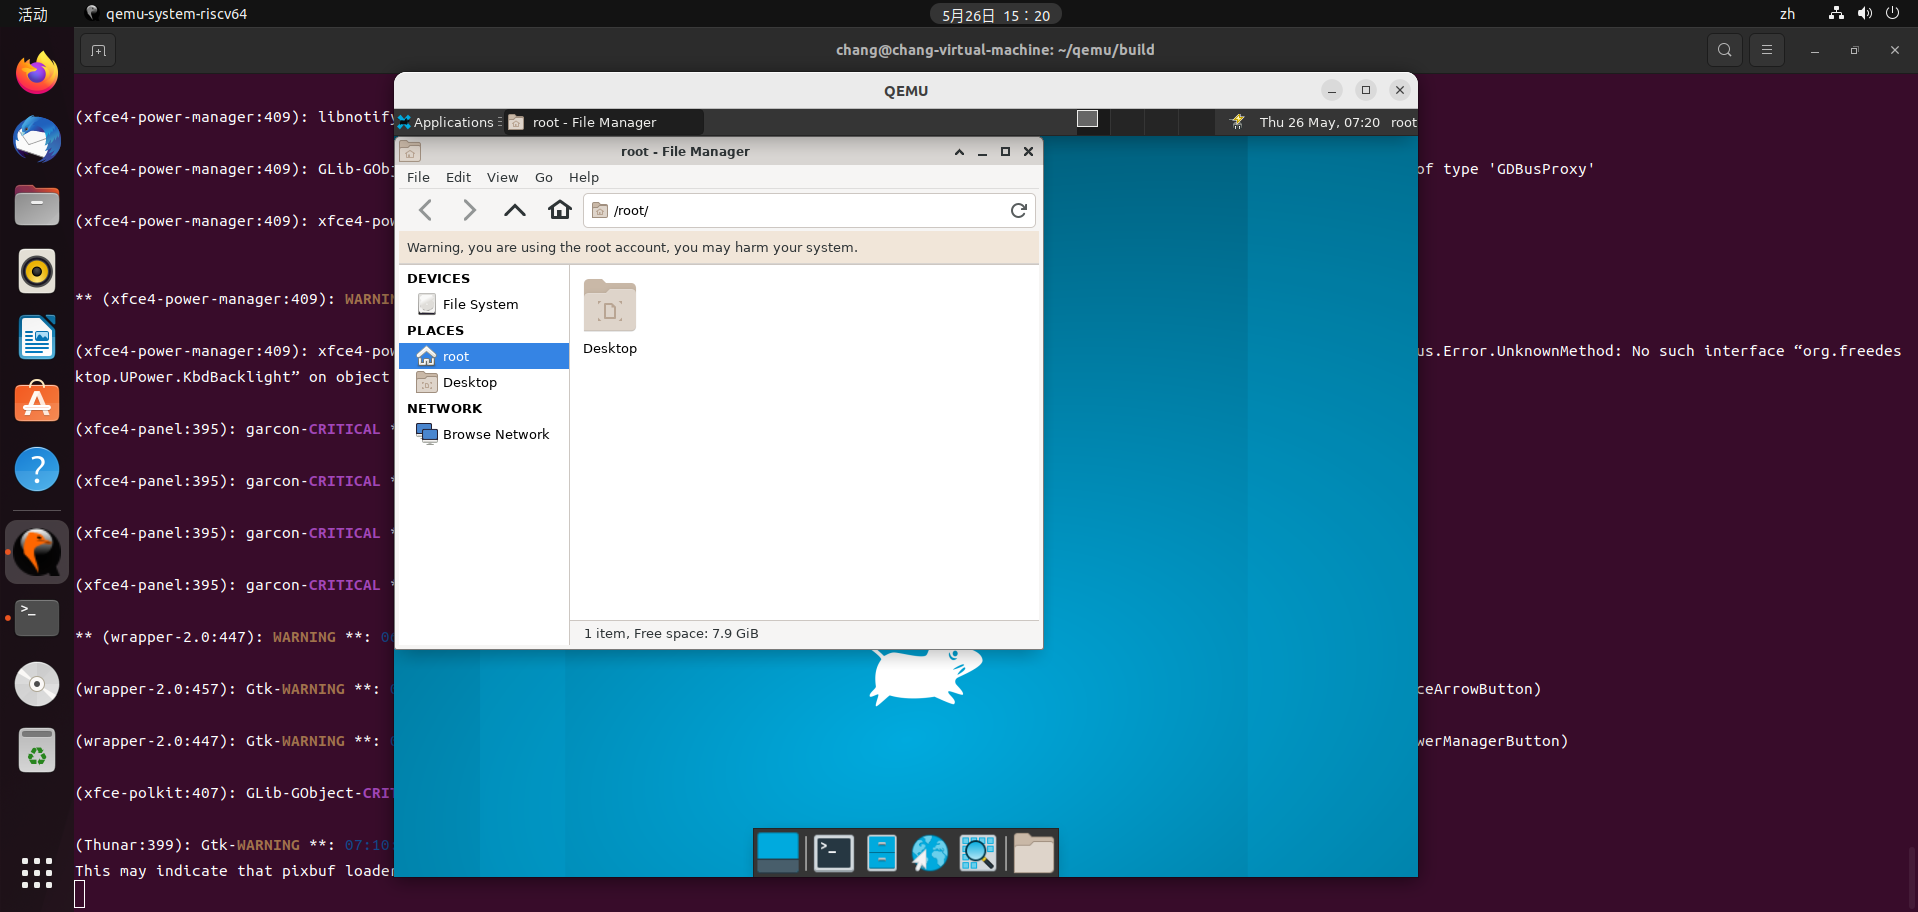 活动
qemu-system-riscv64
5月26日 15：20
zh
chang@chang-virtual-machine: ~/qemu/build
QEMU
Applications
root - File Manager
Thu 26 May, 07:20
root
root - File Manager
File Edit View Go Help
/root/
Warning, you are using the root account, you may harm your system.
DEVICES
File System
PLACES
root
Desktop
NETWORK
Browse Network
Desktop
1 item, Free space: 7.9 GiB
(xfce4-power-manager:409): libnotify
(xfce4-power-manager:409): GLib-GObj
of type 'GDBusProxy'
(xfce4-power-manager:409): xfce4-pow
** (xfce4-power-manager:409): WARNIN
(xfce4-power-manager:409): xfce4-pow
us.Error.UnknownMethod: No such interface “org.freedes
ktop.UPower.KbdBacklight” on object
(xfce4-panel:395): garcon-CRITICAL *
(xfce4-panel:395): garcon-CRITICAL *
(xfce4-panel:395): garcon-CRITICAL *
(xfce4-panel:395): garcon-CRITICAL *
** (wrapper-2.0:447): WARNING **:
(wrapper-2.0:457): Gtk-WARNING **:
ceArrowButton)
(wrapper-2.0:447): Gtk-WARNING **:
werManagerButton)
(xfce-polkit:407): GLib-GObject-CRIT
(Thunar:399): Gtk-WARNING **: 07:10:
This may indicate that pixbuf loader